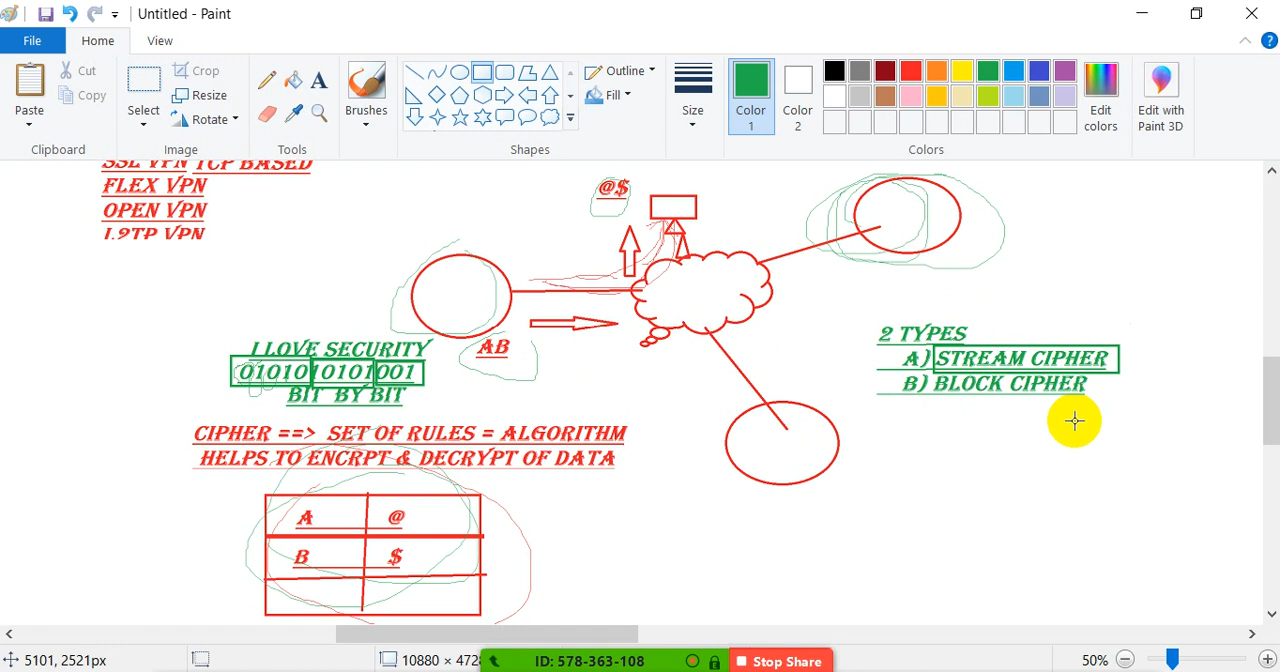 Untitled - Paint
File
Home
View
Paste
Cut
Copy
Clipboard
Select
Crop
Resize
Rotate
Image
A
Tools
Brushes
Outline
Fill
Shapes
Size
Color 1
Color 2
Edit colors
Edit with Paint 3D
Colors
SSL VPN TCP BASED
FLEX VPN
OPEN VPN
L2TP VPN
@$
AB
I LOVE SECURITY
01010 10101 001
BIT BY BIT
2 TYPES
A) STREAM CIPHER
B) BLOCK CIPHER
CIPHER ==> SET OF RULES = ALGORITHM
HELPS TO ENCRPT & DECRYPT OF DATA
A @
B $
5101, 2521px
10880 × 472
ID: 578-363-108
Stop Share
50%